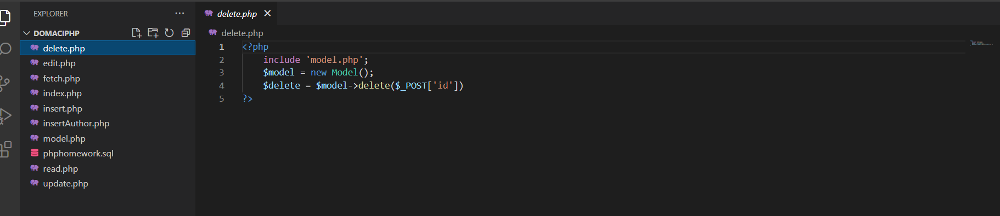 EXPLORER
DOMACIPHP
delete.php
edit.php
fetch.php
index.php
insert.php
insertAuthor.php
model.php
phphomework.sql
read.php
update.php
delete.php
delete.php
1 <?php
2 include 'model.php';
3 $model = new Model();
4 $delete = $model->delete($_POST['id'])
5 ?>